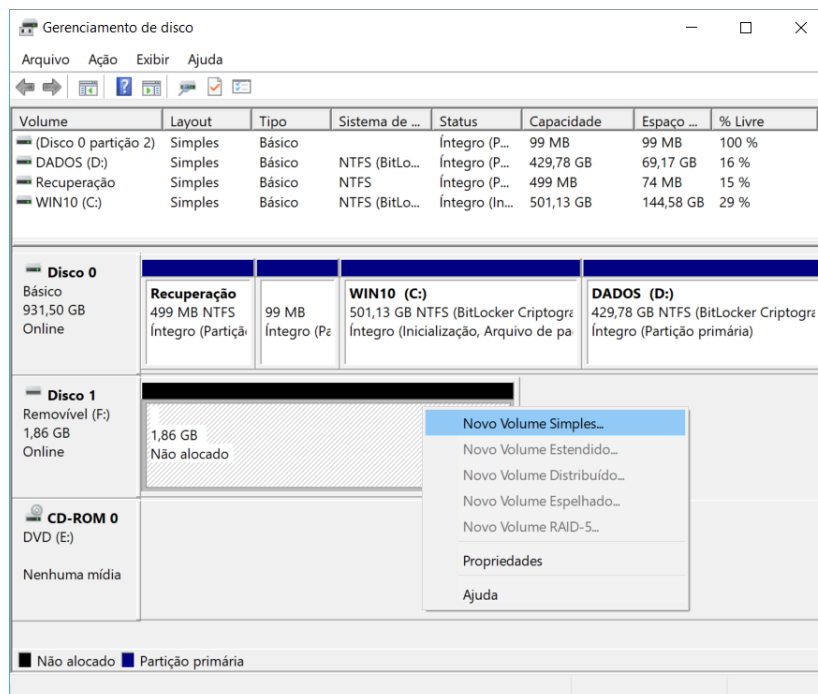 Gerenciamento de disco
Arquivo Ação Exibir Ajuda
Volume Layout Tipo Sistema de ... Status Capacidade Espaço ... % Livre
(Disco 0 partição 2) Simples Básico Íntegro (P... 99 MB 99 MB 100 %
DADOS (D:) Simples Básico NTFS (BitLo... Íntegro (P... 429,78 GB 69,17 GB 16 %
Recuperação Simples Básico NTFS Íntegro (P... 499 MB 74 MB 15 %
WIN10 (C:) Simples Básico NTFS (BitLo... Íntegro (In... 501,13 GB 144,58 GB 29 %
Disco 0
Básico
931,50 GB
Online
Recuperação
499 MB NTFS
Íntegro (Partiçã
99 MB
Íntegro (Pa
WIN10 (C:)
501,13 GB NTFS (BitLocker Criptogra
Íntegro (Inicialização, Arquivo de pa
DADOS (D:)
429,78 GB NTFS (BitLocker Criptogra
Íntegro (Partição primária)
Disco 1
Removível (F:)
1,86 GB
Online
1,86 GB
Não alocado
Novo Volume Simples...
Novo Volume Estendido...
Novo Volume Distribuído...
Novo Volume Espelhado...
Novo Volume RAID-5...
Propriedades
Ajuda
CD-ROM 0
DVD (E:)
Nenhuma mídia
Não alocado Partição primária